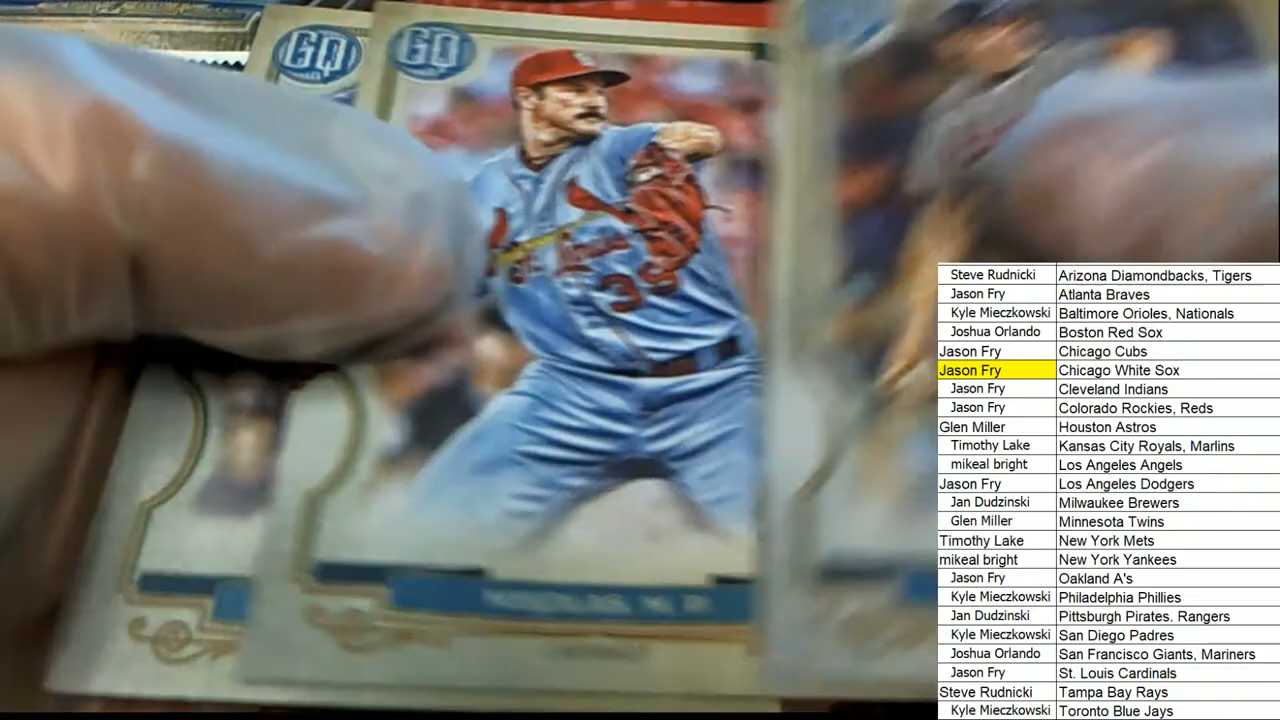 GQ GQ
St. Louis
39
Steve Rudnicki Arizona Diamondbacks, Tigers
Jason Fry Atlanta Braves
Kyle Mieczkowski Baltimore Orioles, Nationals
Joshua Orlando Boston Red Sox
Jason Fry Chicago Cubs
Jason Fry Chicago White Sox
Jason Fry Cleveland Indians
Jason Fry Colorado Rockies, Reds
Glen Miller Houston Astros
Timothy Lake Kansas City Royals, Marlins
mikeal bright Los Angeles Angels
Jason Fry Los Angeles Dodgers
Jan Dudzinski Milwaukee Brewers
Glen Miller Minnesota Twins
Timothy Lake New York Mets
mikeal bright New York Yankees
Jason Fry Oakland A's
Kyle Mieczkowski Philadelphia Phillies
Jan Dudzinski Pittsburgh Pirates. Rangers
Kyle Mieczkowski San Diego Padres
Joshua Orlando San Francisco Giants, Mariners
Jason Fry St. Louis Cardinals
Steve Rudnicki Tampa Bay Rays
Kyle Mieczkowski Toronto Blue Jays